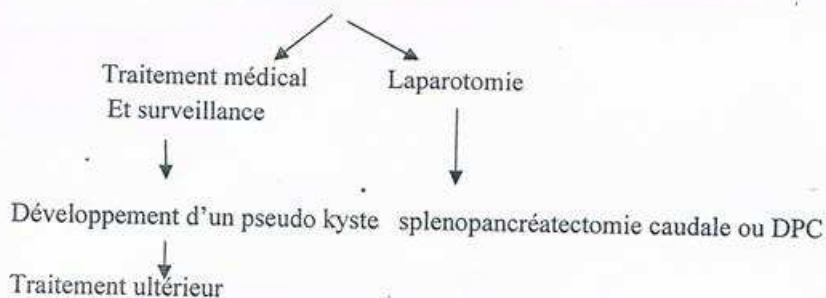 Traitement médical
Et surveillance
Laparotomie
Développement d'un pseudo kyste
splenopancréatectomie caudale ou DPC
Traitement ultérieur